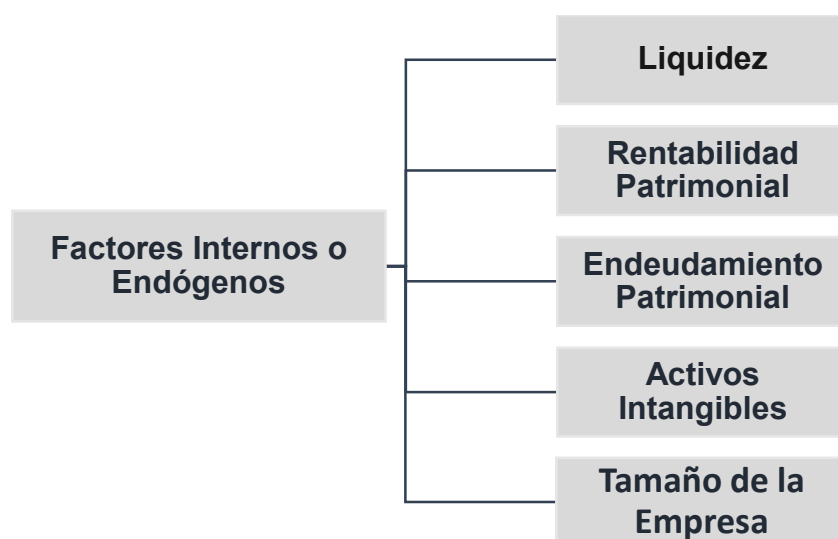 Factores Internos o
Endógenos
Liquidez
Rentabilidad
Patrimonial
Endeudamiento
Patrimonial
Activos
Intangibles
Tamaño de la
Empresa